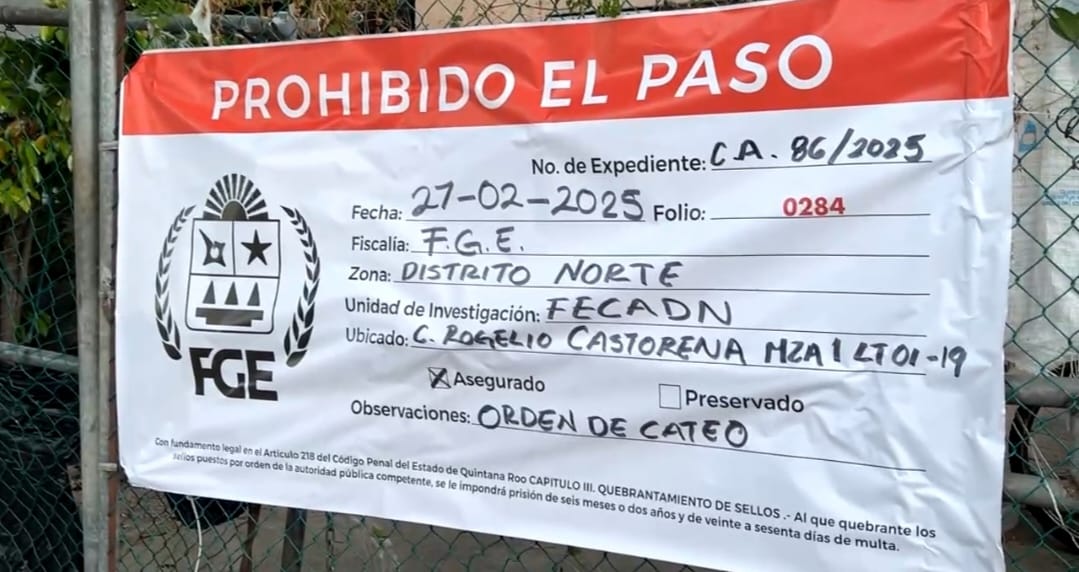 PROHIBIDO EL PASO
No. de Expediente: CA. 86/2025
Fecha: 27-02-2025 Folio: 0284
Fiscalía: F.G.E.
Zona: DISTRITO NORTE
Unidad de Investigación: FECADN
Ubicado: C. ROGELIO CASTORENA MZA 1 LT 01-19
Asegurado Preservado
Observaciones: ORDEN DE CATEO
FGE
Con fundamento legal en el Articulo 218 del Código Penal del Estado de Quintana Roo CAPITULO III. QUEBRANTAMIENTO DE SELLOS .- Al que quebrante los
sellos puestos por orden de la autoridad pública competente, se le impondrá prisión de seis meses o dos años y de veinte a sesenta días de multa.